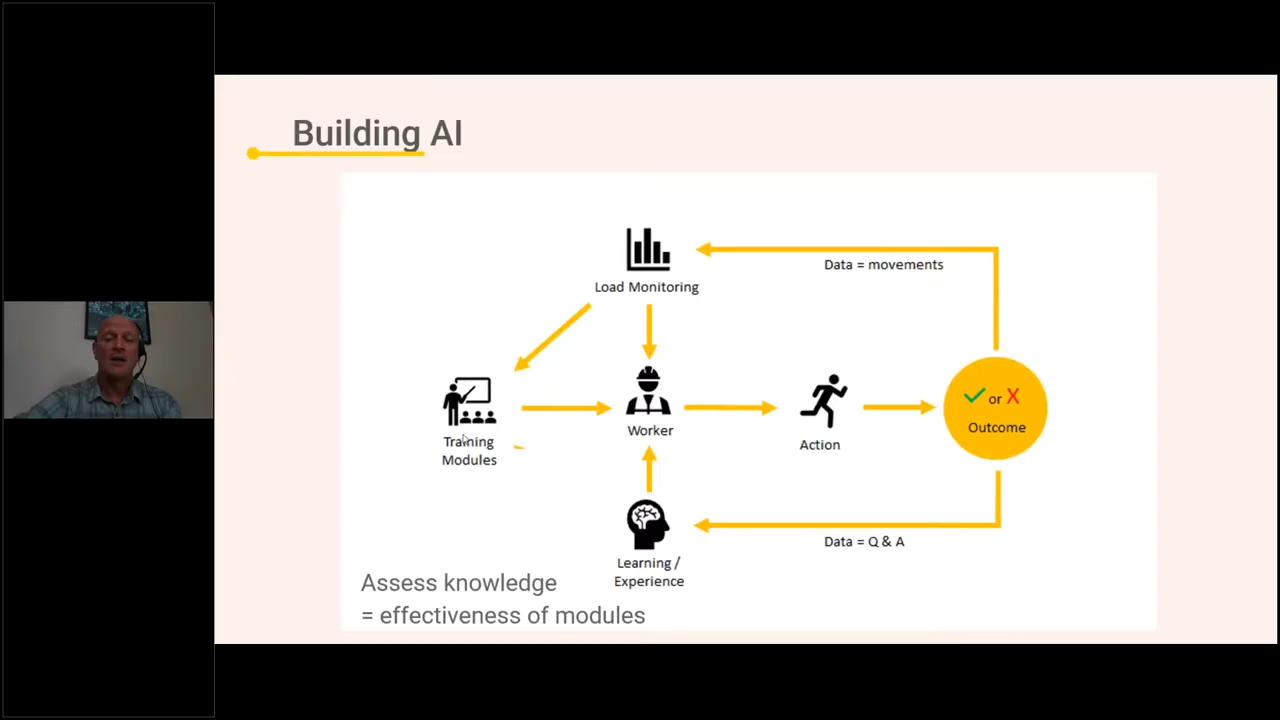 Building AI
Data = movements
Load Monitoring
✓ or X
Outcome
Worker
Action
Training
Modules
Data = Q & A
Learning /
Experience
Assess knowledge
= effectiveness of modules